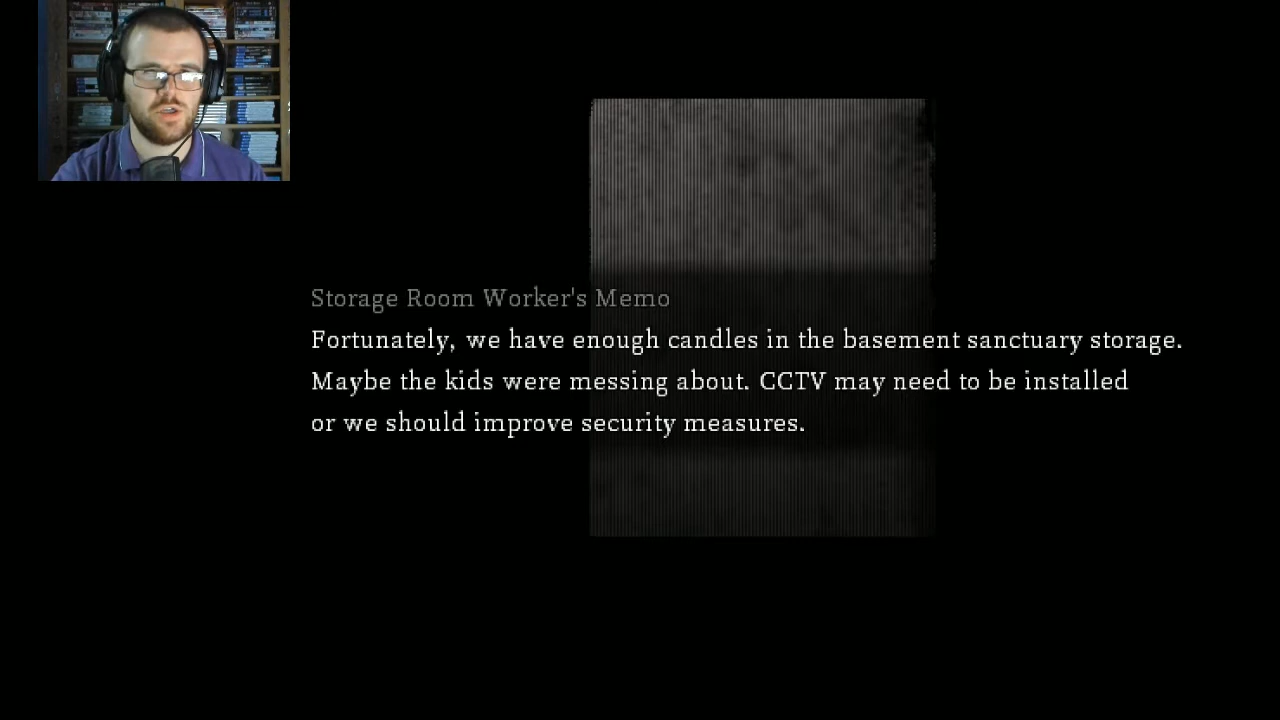 Storage Room Worker's Memo
Fortunately, we have enough candles in the basement sanctuary storage.
Maybe the kids were messing about. CCTV may need to be installed
or we should improve security measures.